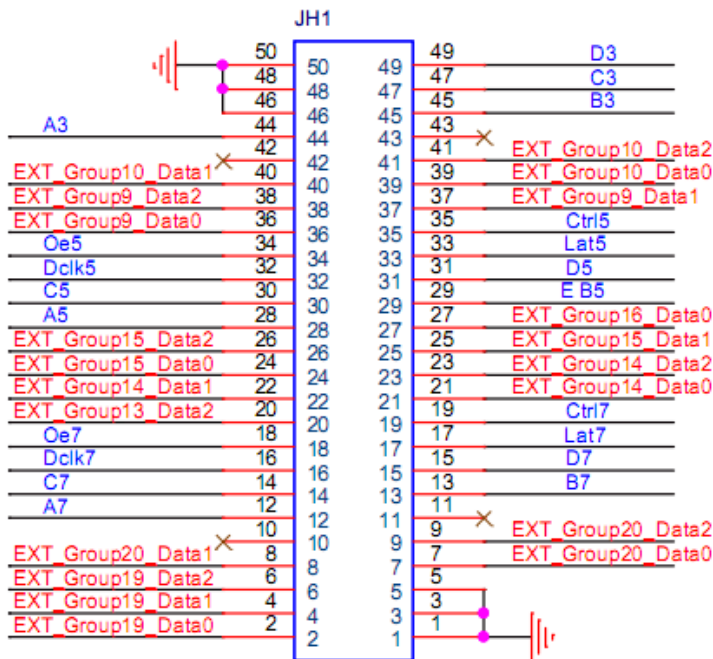 JH1
50 50 49 49 D3
48 48 47 47 C3
46 46 45 45 B3
A3 44 44 43 43
42 42 41 41 EXT_Group10_Data2
EXT_Group10_Data1 40 40 39 39 EXT_Group10_Data0
EXT_Group9_Data2 38 38 37 37 EXT_Group9_Data1
EXT_Group9_Data0 36 36 35 35 Ctrl5
Oe5 34 34 33 33 Lat5
Dclk5 32 32 31 31 D5
C5 30 30 29 29 E B5
A5 28 28 27 27 EXT_Group16_Data0
EXT_Group15_Data2 26 26 25 25 EXT_Group15_Data1
EXT_Group15_Data0 24 24 23 23 EXT_Group14_Data2
EXT_Group14_Data1 22 22 21 21 EXT_Group14_Data0
EXT_Group13_Data2 20 20 19 19 Ctrl7
Oe7 18 18 17 17 Lat7
Dclk7 16 16 15 15 D7
C7 14 14 13 13 B7
A7 12 12 11 11
10 10 9 9 EXT_Group20_Data2
EXT_Group20_Data1 8 8 7 7 EXT_Group20_Data0
EXT_Group19_Data2 6 6 5 5
EXT_Group19_Data1 4 4 3 3
EXT_Group19_Data0 2 2 1 1